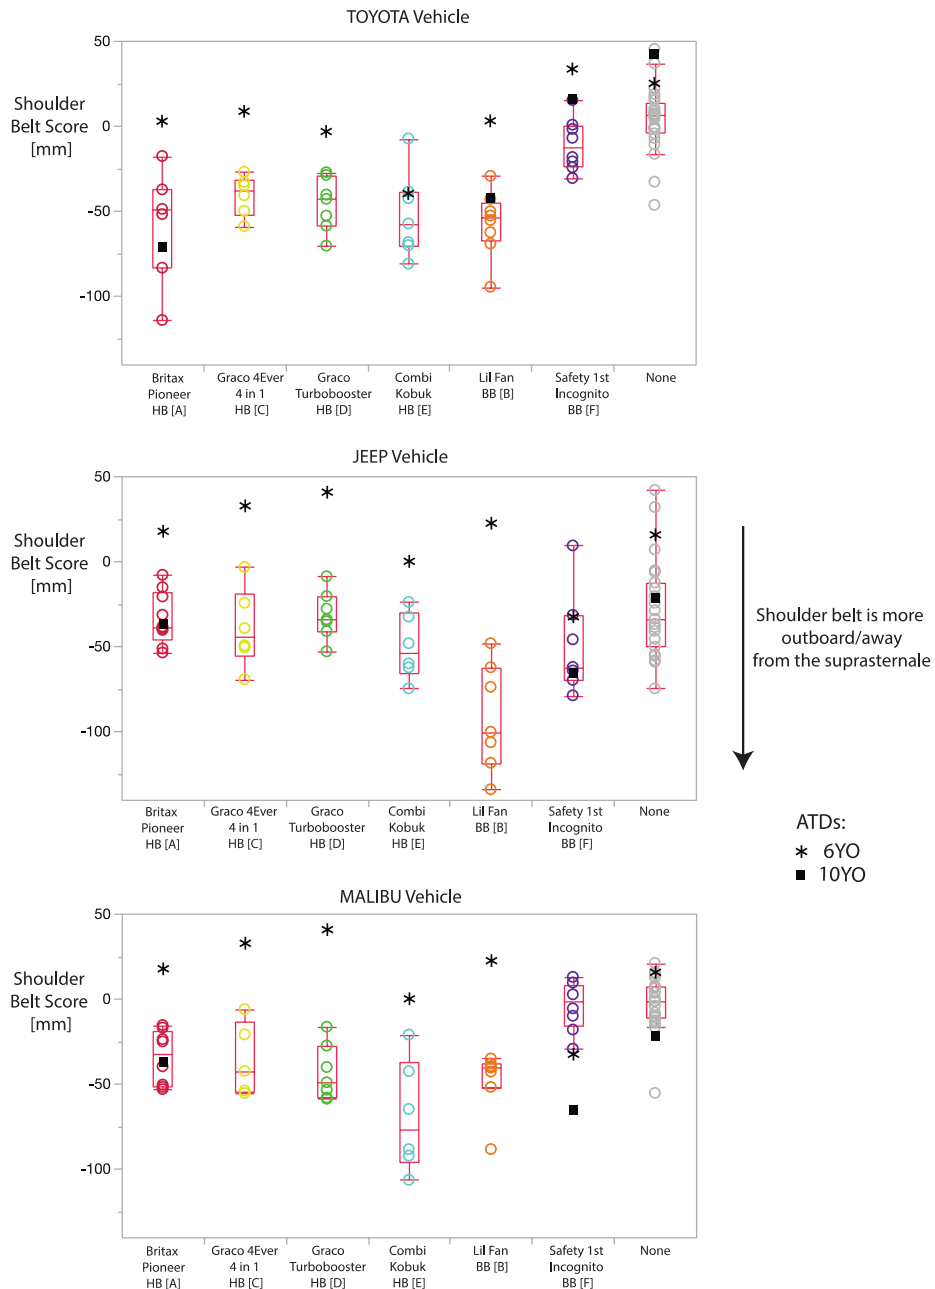 TOYOTA Vehicle
50
Shoulder
Belt Score
[mm]
0
-50
-100
Britax
Pioneer
HB [A]
Graco 4Ever
4 in 1
HB [C]
Graco
Turbobooster
HB [D]
Combi
Kobuk
HB [E]
Lil Fan
BB [B]
Safety 1st
Incognito
BB [F]
None
JEEP Vehicle
50
Shoulder
Belt Score
[mm]
0
-50
-100
Britax
Pioneer
HB [A]
Graco 4Ever
4 in 1
HB [C]
Graco
Turbobooster
HB [D]
Combi
Kobuk
HB [E]
Lil Fan
BB [B]
Safety 1st
Incognito
BB [F]
None
Shoulder belt is more
outboard/away
from the suprasternale
ATDs:
6YO
10YO
MALIBU Vehicle
50
Shoulder
Belt Score
[mm]
0
-50
-100
Britax
Pioneer
HB [A]
Graco 4Ever
4 in 1
HB [C]
Graco
Turbobooster
HB [D]
Combi
Kobuk
HB [E]
Lil Fan
BB [B]
Safety 1st
Incognito
BB [F]
None